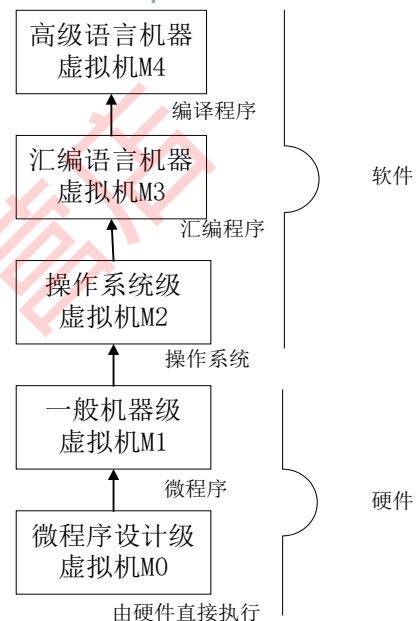 高级语言机器
虚拟机M4
编译程序
汇编语言机器
虚拟机M3
软件
汇编程序
操作系统级
虚拟机M2
操作系统
一般机器级
虚拟机M1
微程序
硬件
微程序设计级
虚拟机M0
由硬件直接执行
营店